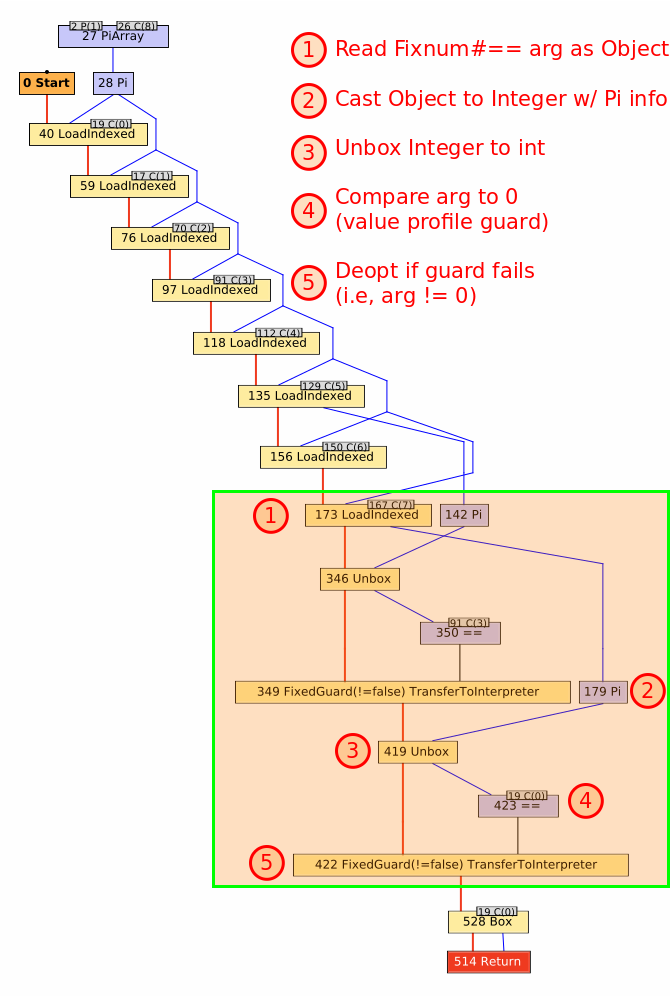 2 P(1) 26 C(8)
27 PiArray
0 Start
28 Pi
19 C(0)
40 LoadIndexed
17 C(1)
59 LoadIndexed
70 C(2)
76 LoadIndexed
91 C(3)
97 LoadIndexed
112 C(4)
118 LoadIndexed
129 C(5)
135 LoadIndexed
150 C(6)
156 LoadIndexed
1 Read Fixnum#== arg as Object
2 Cast Object to Integer w/ Pi info
3 Unbox Integer to int
4 Compare arg to 0
(value profile guard)
5 Deopt if guard fails
(i.e, arg != 0)
167 C(7)
1 173 LoadIndexed 142 Pi
346 Unbox
91 C(3)
350 ==
349 FixedGuard(!=false) TransferToInterpreter 179 Pi 2
3 419 Unbox
19 C(0)
423 == 4
5 422 FixedGuard(!=false) TransferToInterpreter
19 C(0)
528 Box
514 Return